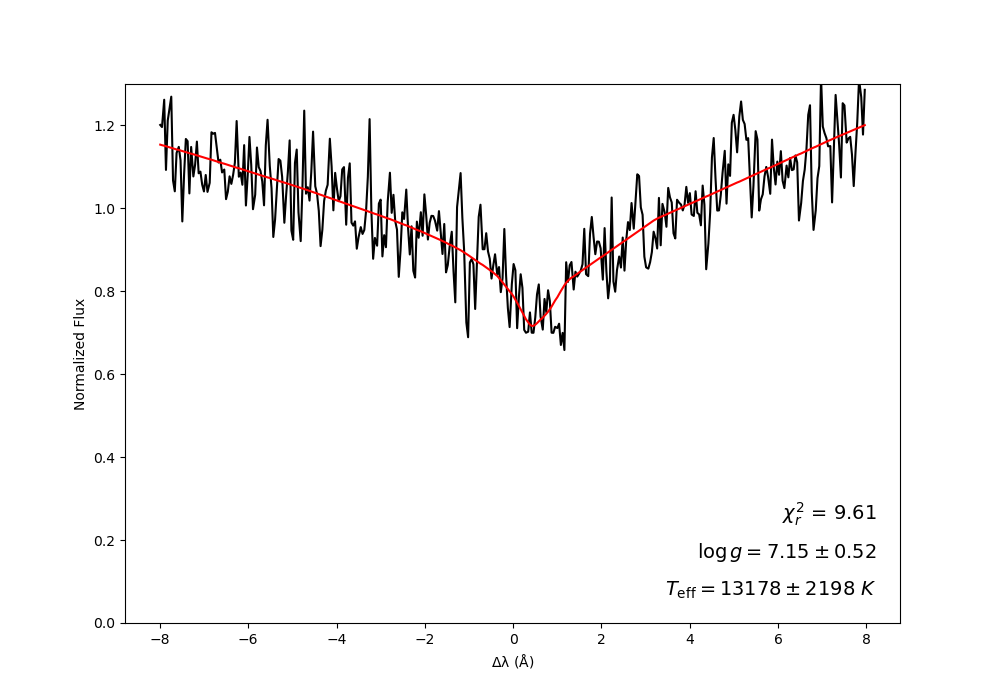 1.2
1.0
0.8
0.6
0.4
0.2
0.0
Normalized Flux
χ²ᵣ = 9.61
log g = 7.15 ± 0.52
T_eff = 13178 ± 2198 K
−8 −6 −4 −2 0 2 4 6 8
Δλ (Å)